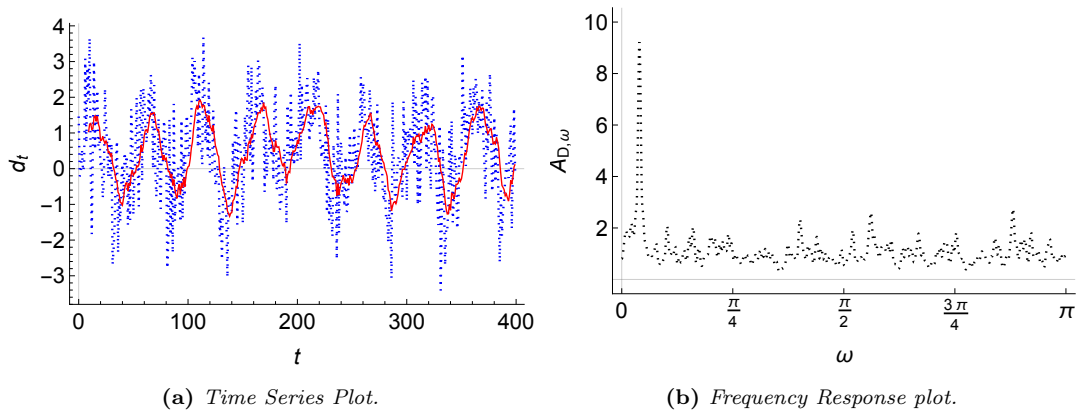 4
3
2
1
0
−1
−2
−3
d_t
0 100 200 300 400
t
(a) Time Series Plot.
10
8
6
4
2
A_{D,ω}
0 π/4 π/2 3π/4 π
ω
(b) Frequency Response plot.